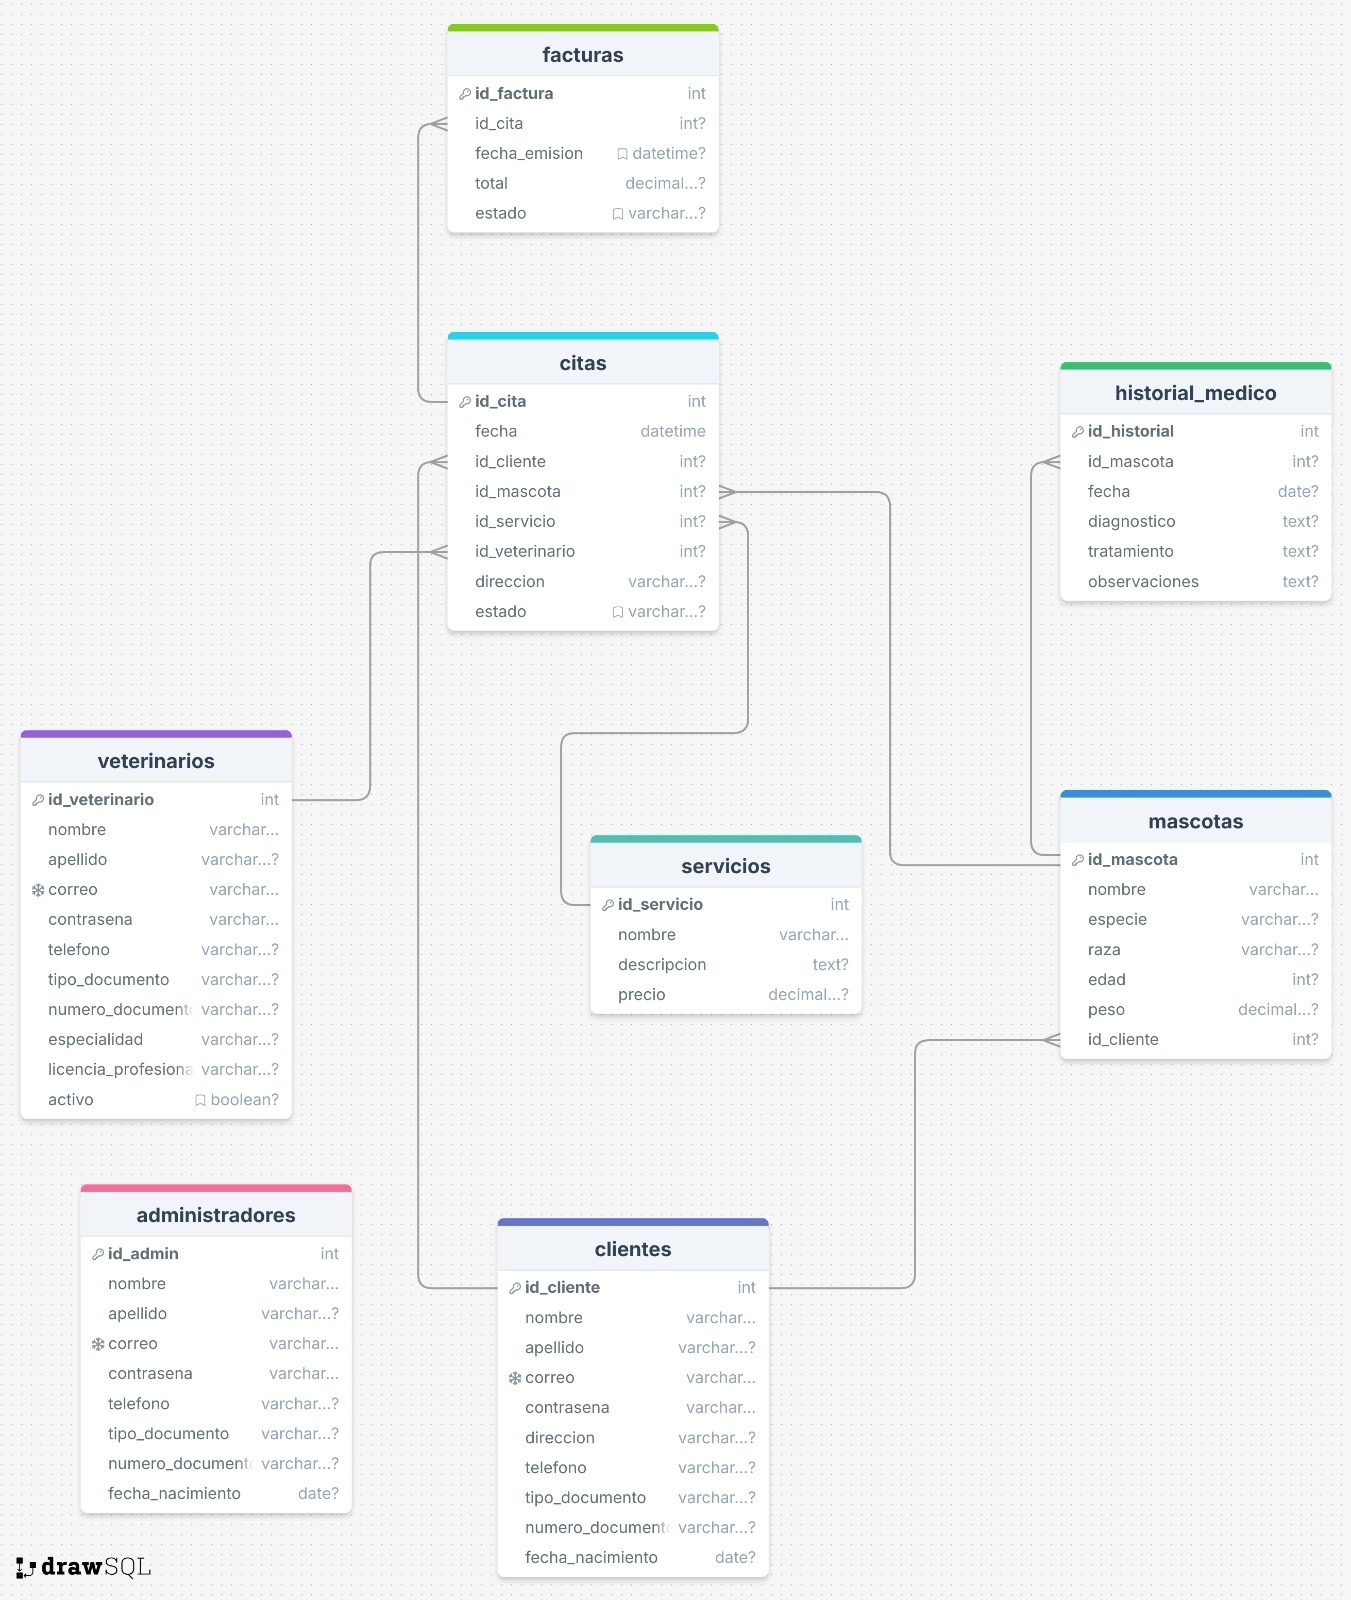 facturas
id_factura int
id_cita int?
fecha_emision datetime?
total decimal...?
estado varchar...?
citas
id_cita int
fecha datetime
id_cliente int?
id_mascota int?
id_servicio int?
id_veterinario int?
direccion varchar...?
estado varchar...?
historial_medico
id_historial int
id_mascota int?
fecha date?
diagnostico text?
tratamiento text?
observaciones text?
veterinarios
id_veterinario int
nombre varchar...
apellido varchar...?
correo varchar...
contrasena varchar...
telefono varchar...?
tipo_documento varchar...?
numero_document varchar...?
especialidad varchar...?
licencia_profesiona varchar...?
activo boolean?
servicios
id_servicio int
nombre varchar...
descripcion text?
precio decimal...?
mascotas
id_mascota int
nombre varchar...
especie varchar...?
raza varchar...?
edad int?
peso decimal...?
id_cliente int?
administradores
id_admin int
nombre varchar...
apellido varchar...?
correo varchar...
contrasena varchar...
telefono varchar...?
tipo_documento varchar...?
numero_document varchar...?
fecha_nacimiento date?
clientes
id_cliente int
nombre varchar...
apellido varchar...?
correo varchar...
contrasena varchar...
direccion varchar...?
telefono varchar...?
tipo_documento varchar...?
numero_document varchar...?
fecha_nacimiento date?
drawSQL